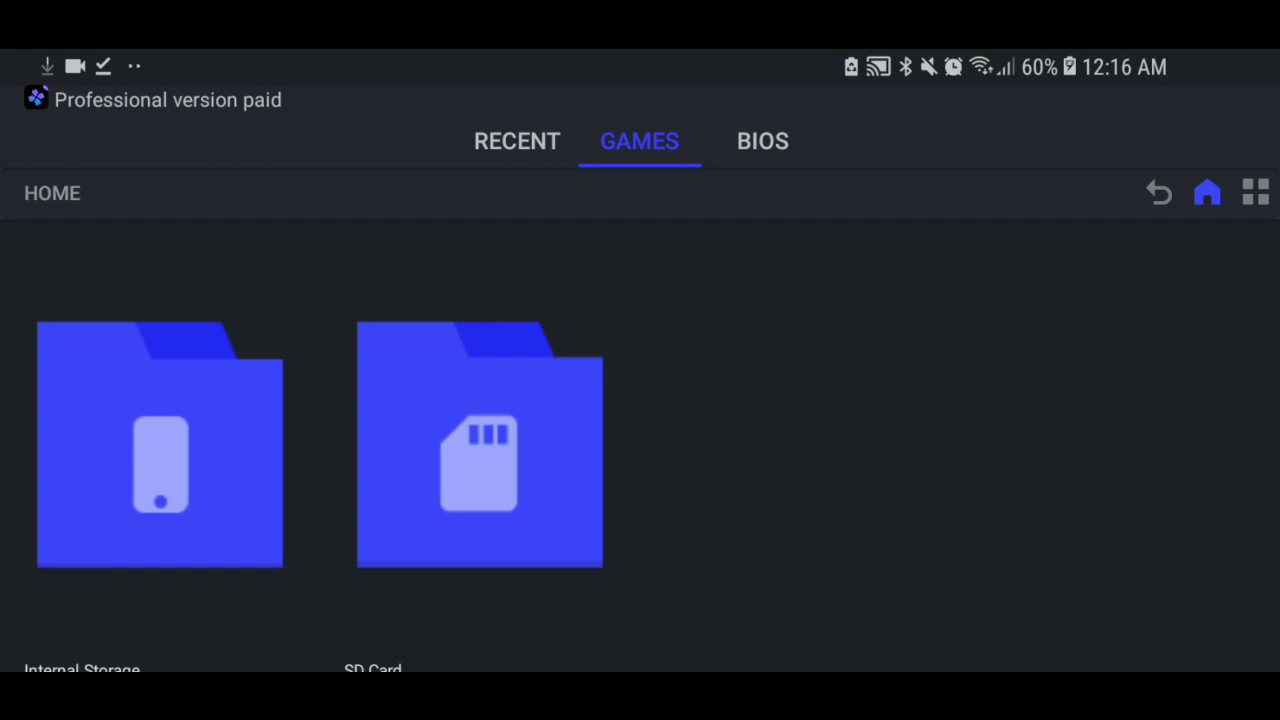 60% 12:16 AM
Professional version paid
RECENT GAMES BIOS
HOME
Internal Storage SD Card